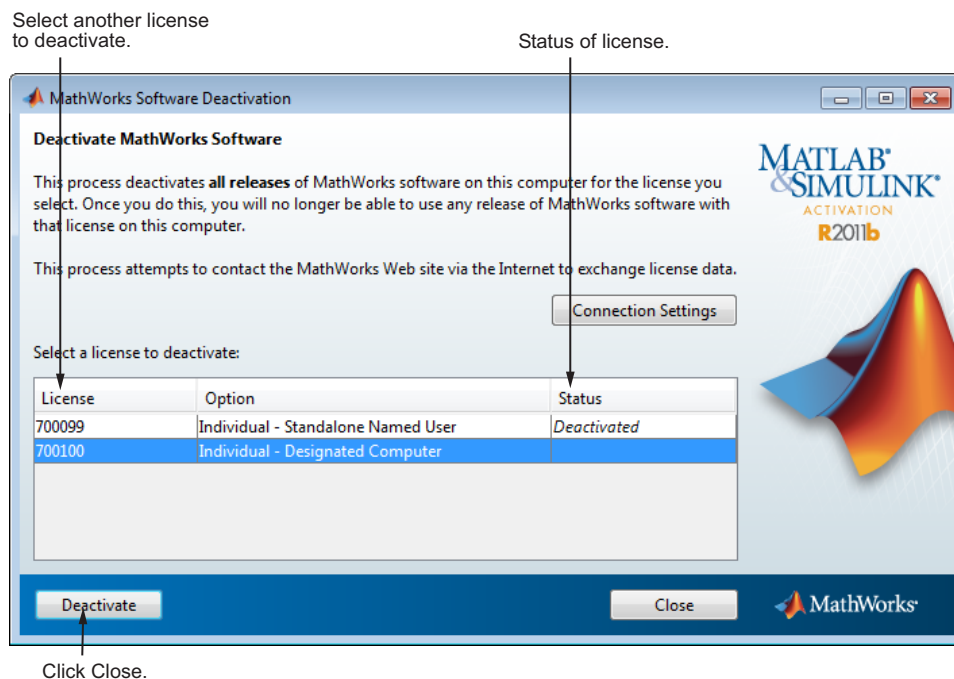 Select another license
to deactivate.
Status of license.
MathWorks Software Deactivation
Deactivate MathWorks Software
This process deactivates all releases of MathWorks software on this computer for the license you
select. Once you do this, you will no longer be able to use any release of MathWorks software with
that license on this computer.
This process attempts to contact the MathWorks Web site via the Internet to exchange license data.
MATLAB®
&SIMULINK®
ACTIVATION
R2011b
Connection Settings
Select a license to deactivate:
License Option Status
700099 Individual - Standalone Named User Deactivated
700100 Individual - Designated Computer
Deactivate Close MathWorks®
Click Close.